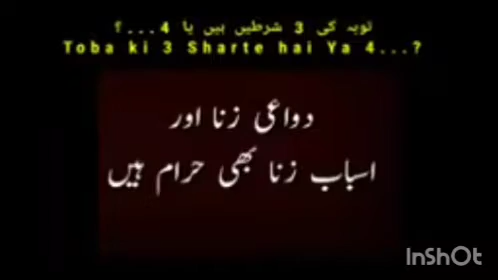 توبہ کی 3 شرطیں ہیں یا 4...؟
Toba ki 3 Sharte hai Ya 4...?
دواعی زنا اور
اسباب زنا بھی حرام ہیں
InShOt